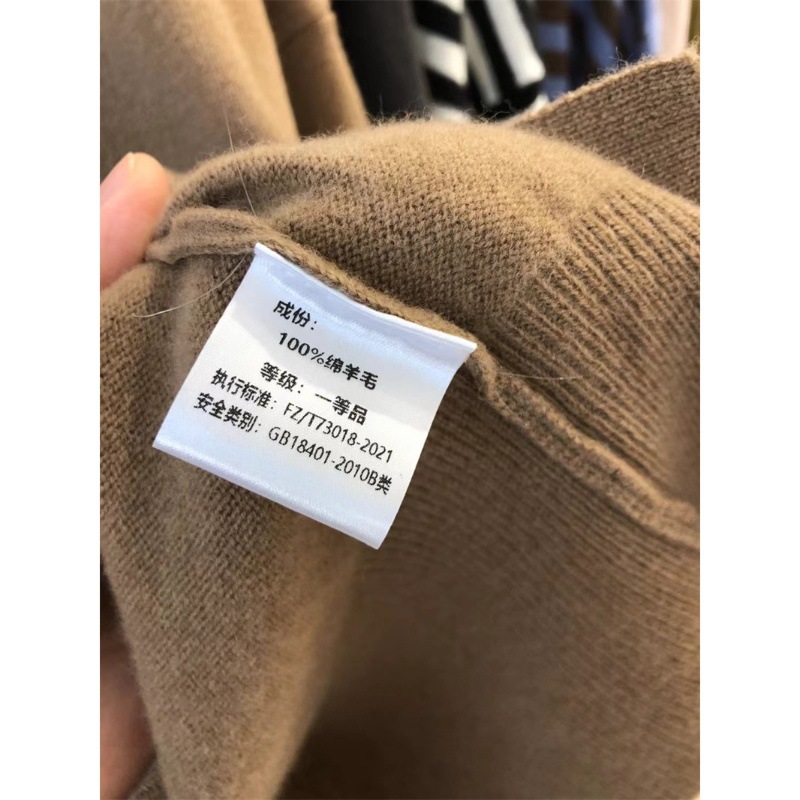 成份：
100%绵羊毛
等级：一等品
执行标准：FZ/T73018-2021
安全类别：GB18401-2010B类